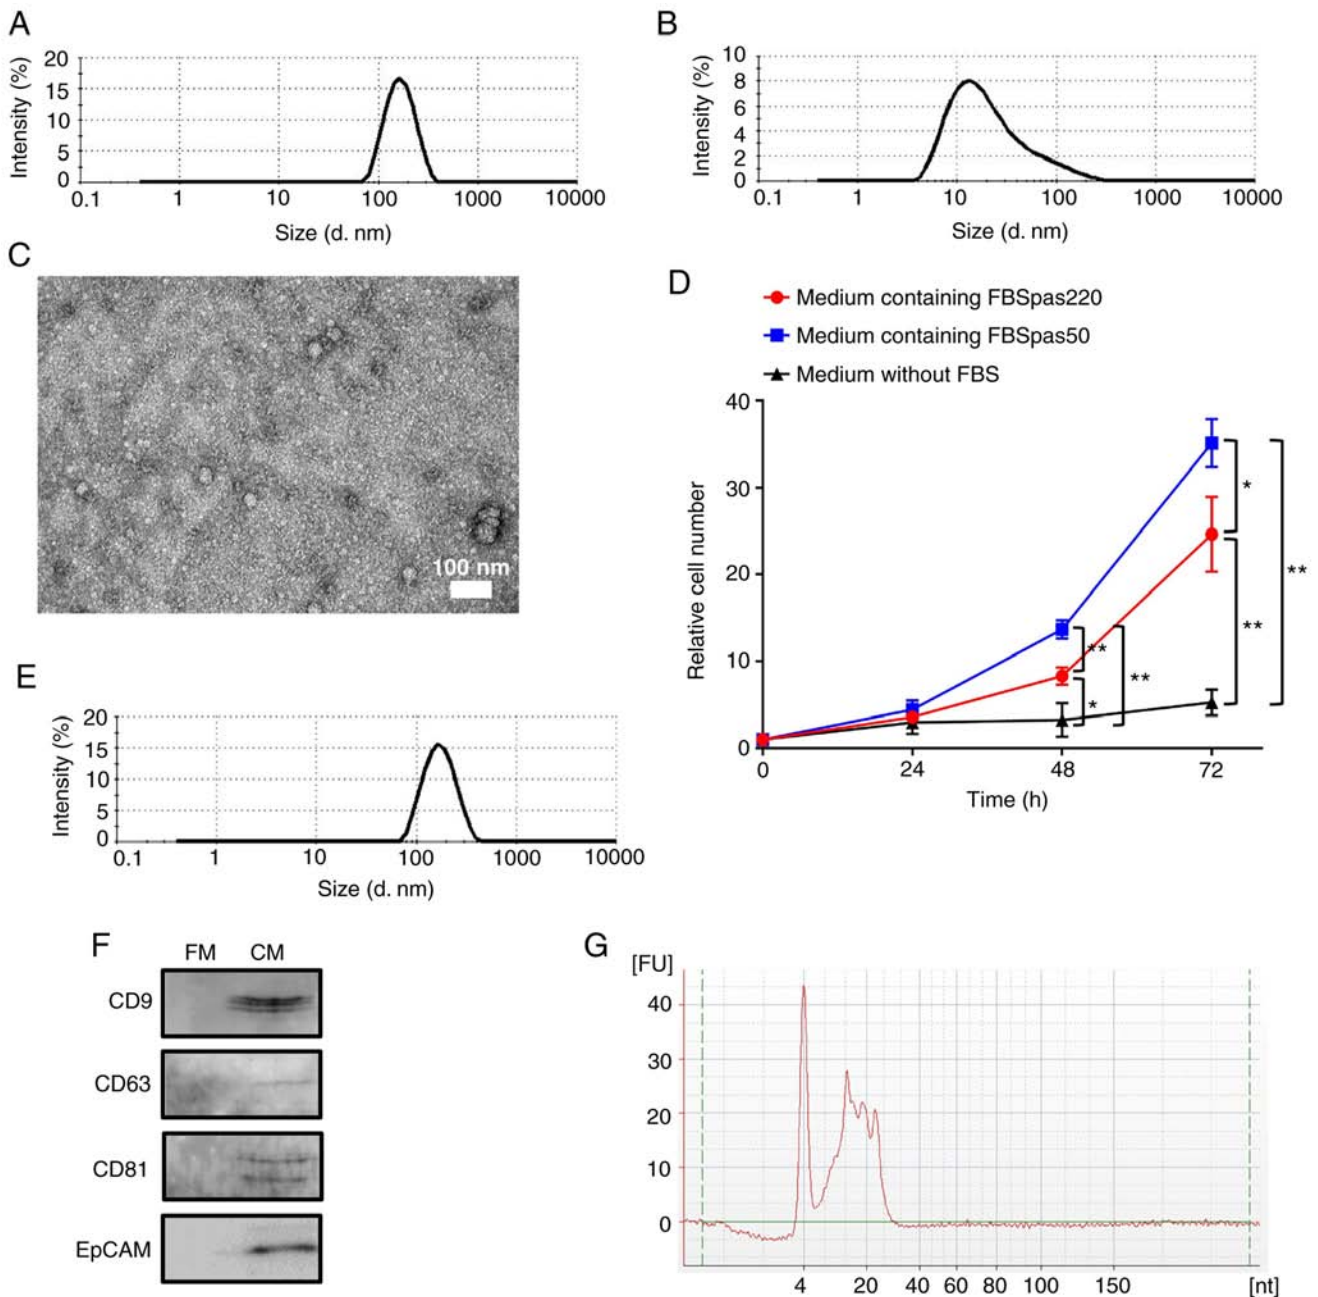 A
Intensity (%)
20
15
10
5
0
0.1 1 10 100 1000 10000
Size (d. nm)
B
Intensity (%)
10
8
6
4
2
0
0.1 1 10 100 1000 10000
Size (d. nm)
C
100 nm
D
Medium containing FBSpas220
Medium containing FBSpas50
Medium without FBS
Relative cell number
40
30
20
10
0
0 24 48 72
Time (h)
**
*
**
*
**
**
E
Intensity (%)
20
15
10
5
0
0.1 1 10 100 1000 10000
Size (d. nm)
F
FM CM
CD9
CD63
CD81
EpCAM
G
[FU]
40
30
20
10
0
4 20 40 60 80 100 150 [nt]